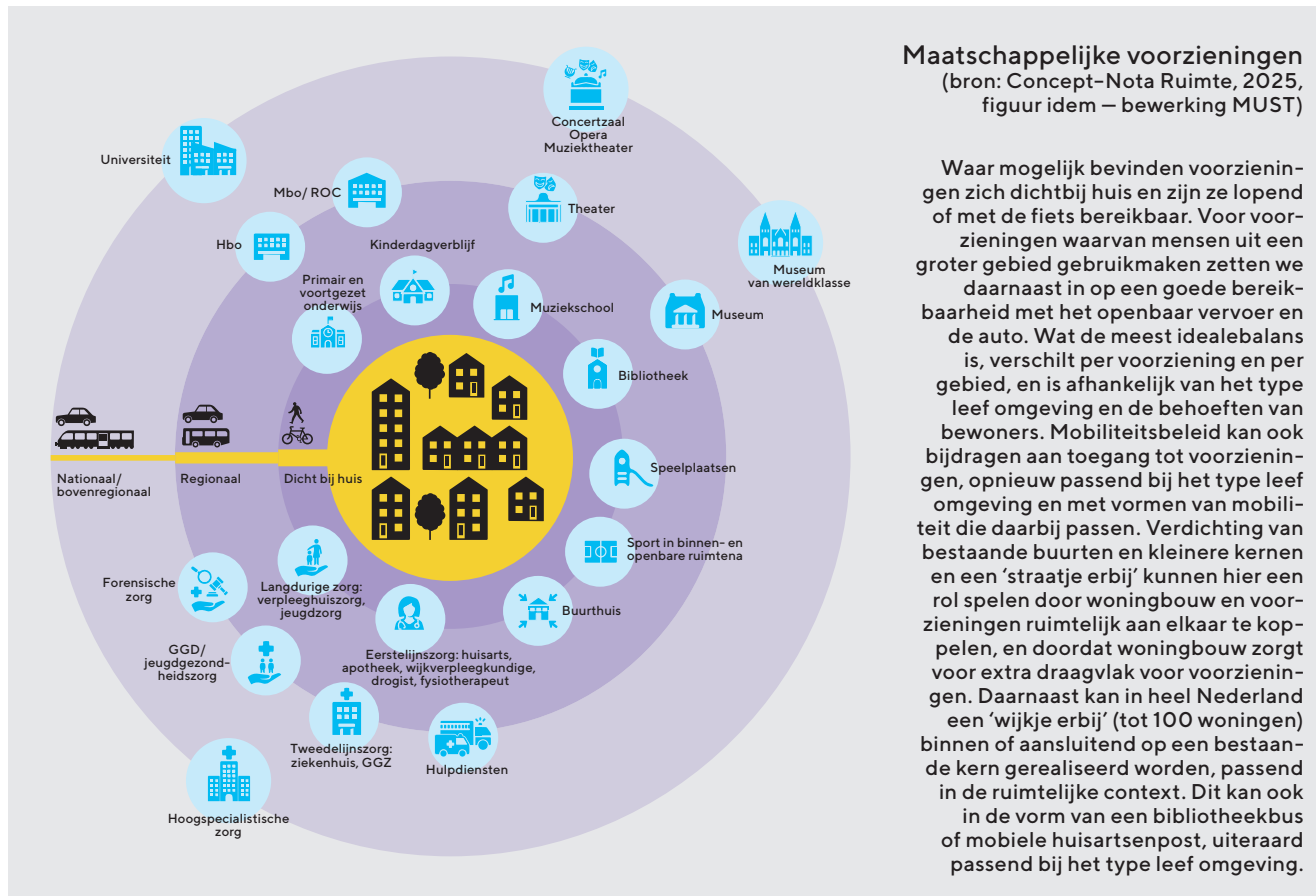 Maatschappelijke voorzieningen
(bron: Concept-Nota Ruimte, 2025,
figuur idem — bewerking MUST)
Waar mogelijk bevinden voorzienin-
gen zich dichtbij huis en zijn ze lopend
of met de fiets bereikbaar. Voor voor-
zieningen waarvan mensen uit een
groter gebied gebruikmaken zetten we
daarnaast in op een goede bereik-
baarheid met het openbaar vervoer en
de auto. Wat de meest idealebalans
is, verschilt per voorziening en per
gebied, en is afhankelijk van het type
leef omgeving en de behoeften van
bewoners. Mobiliteitsbeleid kan ook
bijdragen aan toegang tot voorzienin-
gen, opnieuw passend bij het type leef
omgeving en met vormen van mobili-
teit die daarbij passen. Verdichting van
bestaande buurten en kleinere kernen
en een ‘straatje erbij’ kunnen hier een
rol spelen door woningbouw en voor-
zieningen ruimtelijk aan elkaar te kop-
pelen, en doordat woningbouw zorgt
voor extra draagvlak voor voorzienin-
gen. Daarnaast kan in heel Nederland
een ‘wijkje erbij’ (tot 100 woningen)
binnen of aansluitend op een bestaan-
de kern gerealiseerd worden, passend
in de ruimtelijke context. Dit kan ook
in de vorm van een bibliotheekbus
of mobiele huisartsenpost, uiteraard
passend bij het type leef omgeving.
Concertzaal
Opera
Muziektheater
Universiteit
Mbo/ ROC
Theater
Hbo
Kinderdagverblijf
Museum
van wereldklasse
Primair en
voortgezet
onderwijs
Muziekschool
Museum
Bibliotheek
Nationaal/
bovenregionaal
Regionaal
Dicht bij huis
Speelplaatsen
Sport in binnen- en
openbare ruimtena
Forensische
zorg
Langdurige zorg:
verpleeghuiszorg,
jeugdzorg
Buurthuis
GGD/
jeugdgezond-
heidszorg
Eerstelijnszorg: huisarts,
apotheek, wijkverpleegkundige,
drogist, fysiotherapeut
Tweedelijnszorg:
ziekenhuis, GGZ
Hulpdiensten
Hoogspecialistische
zorg